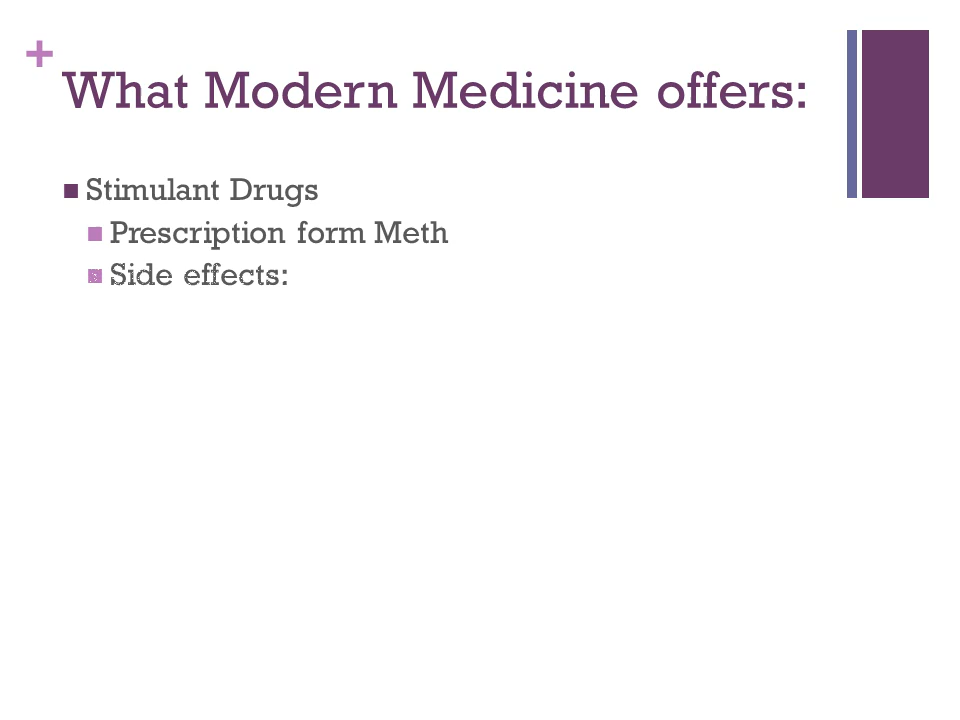 +
What Modern Medicine offers:
Stimulant Drugs
Prescription form Meth
Side effects: